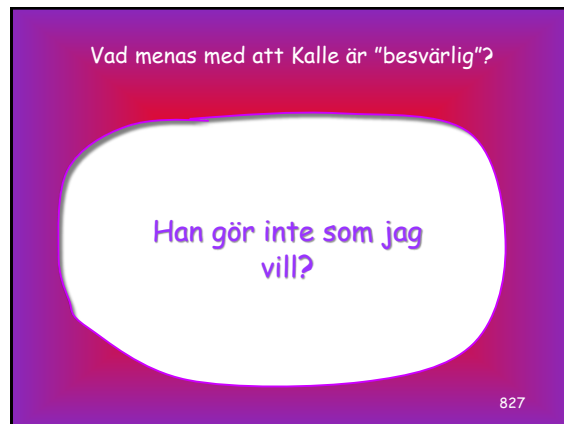 Vad menas med att Kalle är ”besvärlig”?
Han gör inte som jag
vill?
827